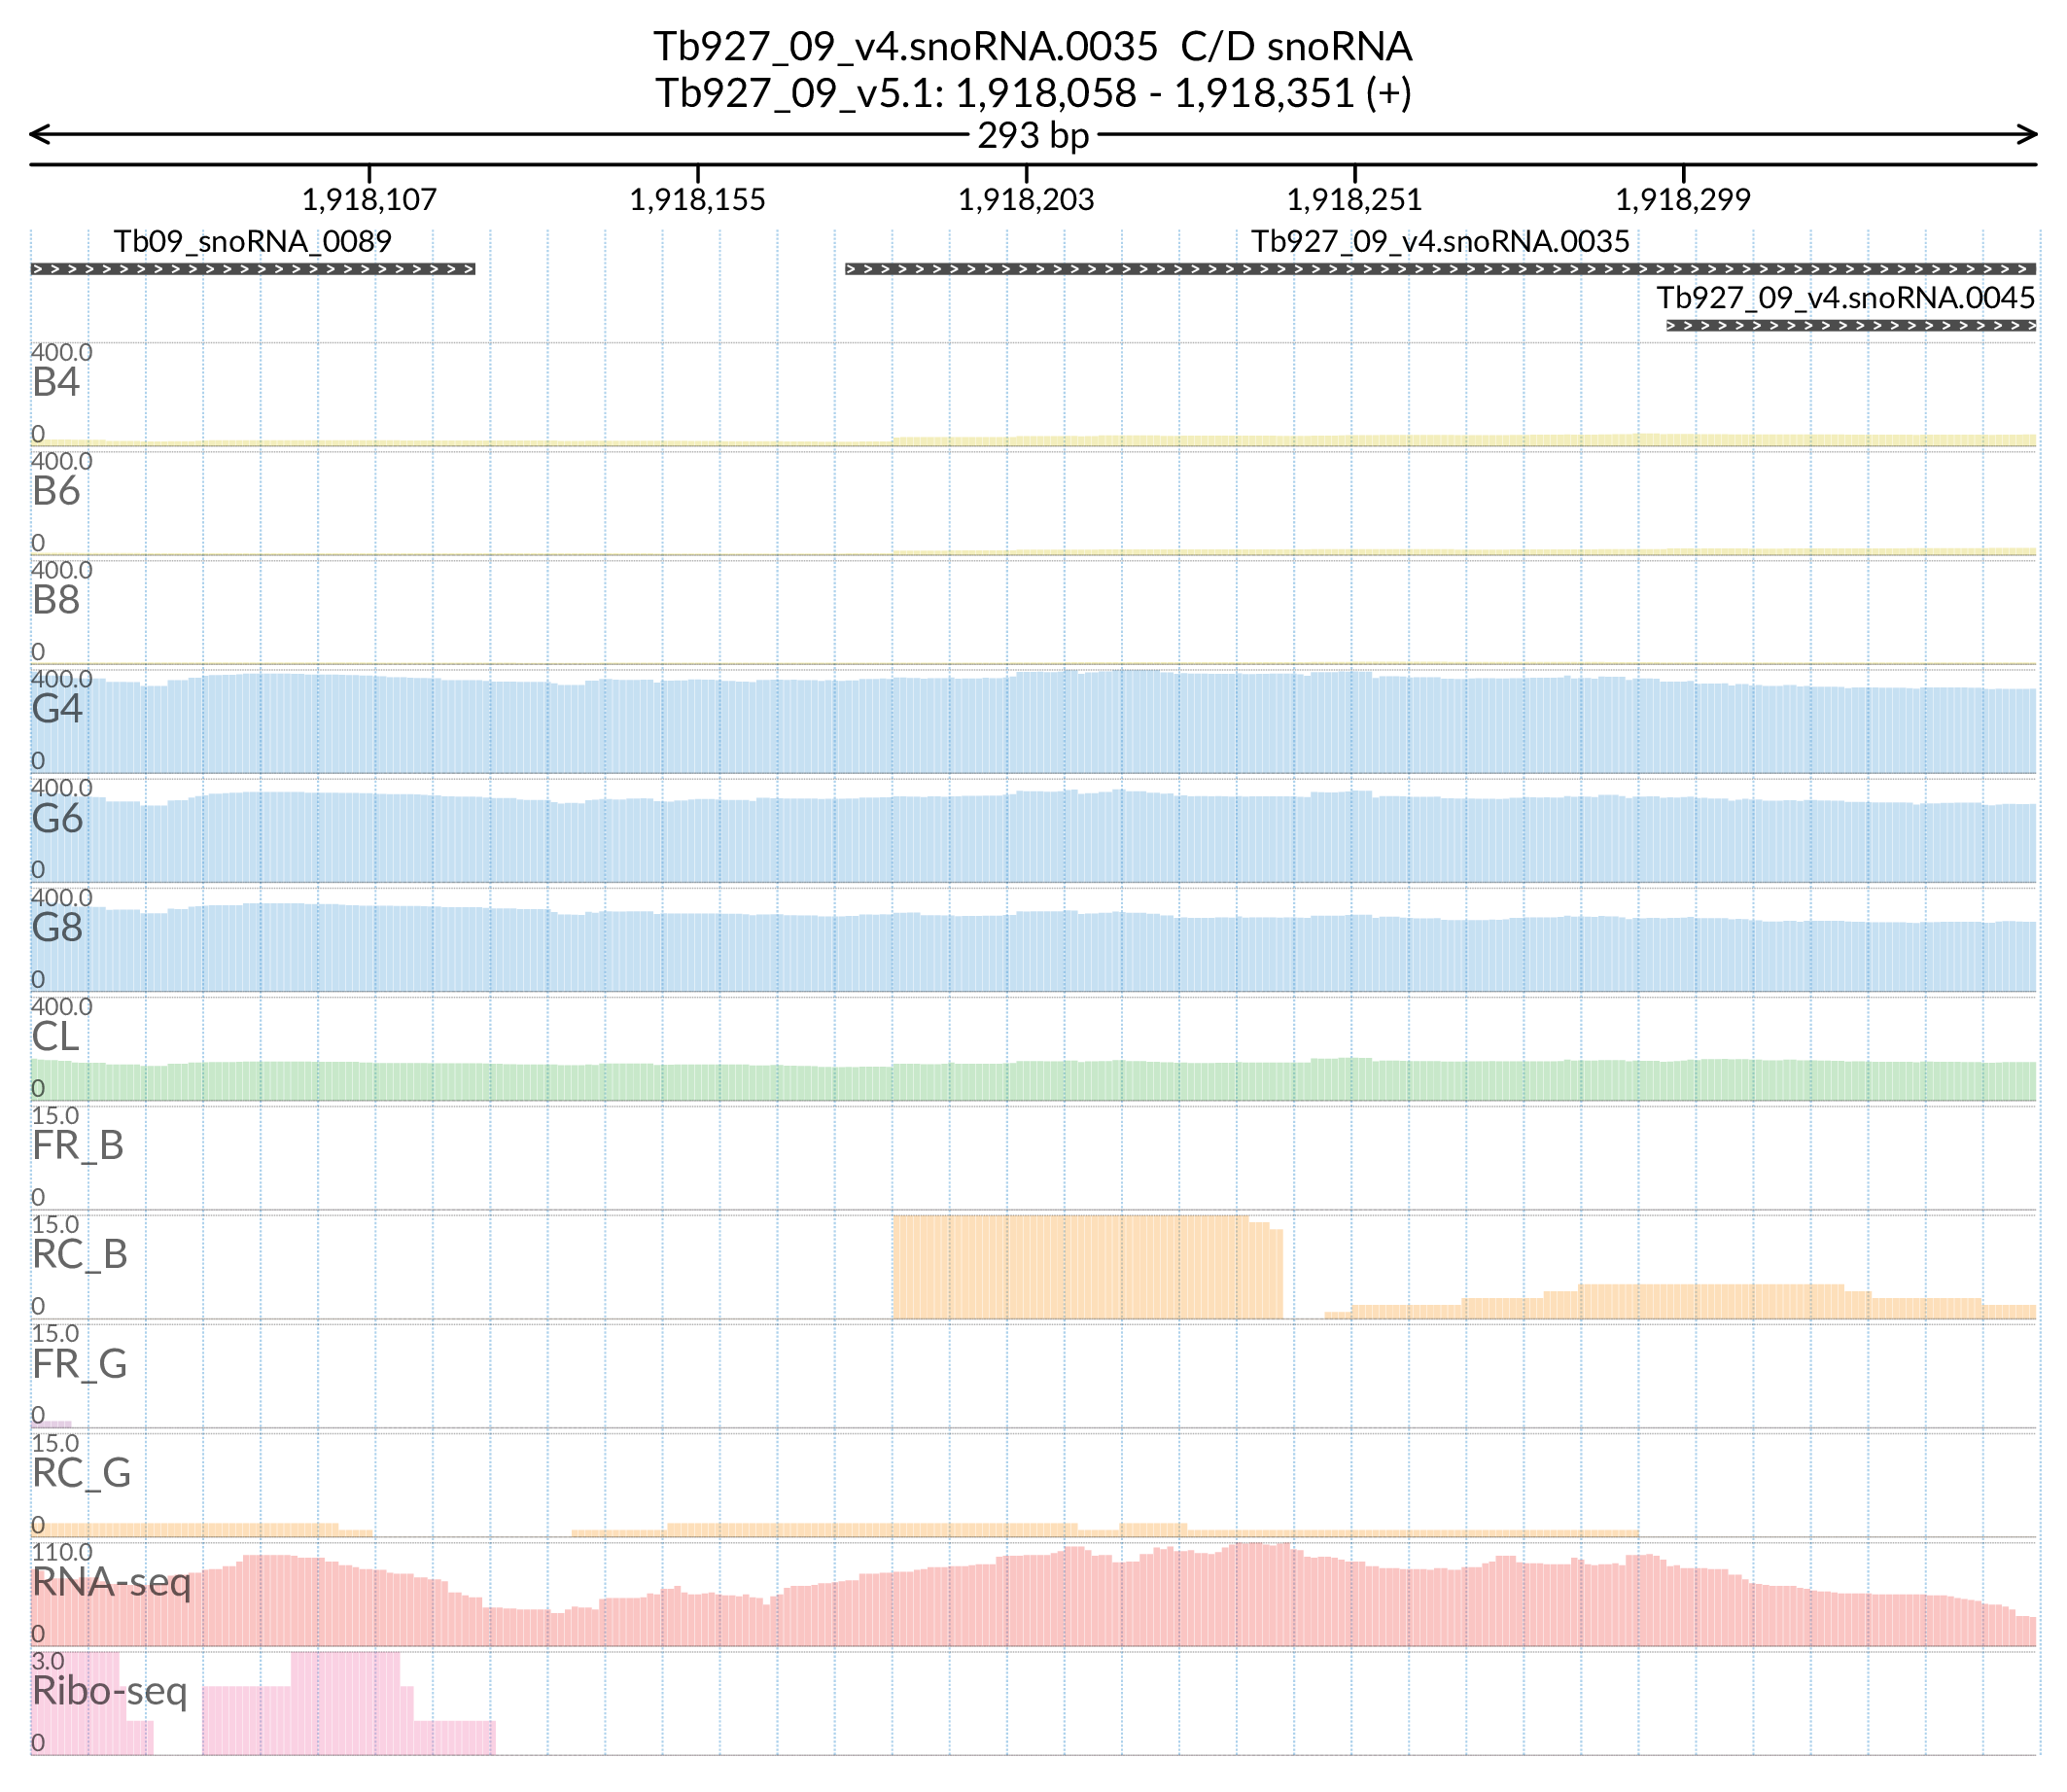 Tb927_09_v4.snoRNA.0035 C/D snoRNA
Tb927_09_v5.1: 1,918,058 - 1,918,351 (+)
293 bp
1,918,107 1,918,155 1,918,203 1,918,251 1,918,299
Tb09_snoRNA_0089 Tb927_09_v4.snoRNA.0035
Tb927_09_v4.snoRNA.0045
400.0
B4
0
400.0
B6
0
400.0
B8
0
400.0
G4
0
400.0
G6
0
400.0
G8
0
400.0
CL
0
15.0
FR_B
0
15.0
RC_B
0
15.0
FR_G
0
15.0
RC_G
0
110.0
RNA-seq
0
3.0
Ribo-seq
0